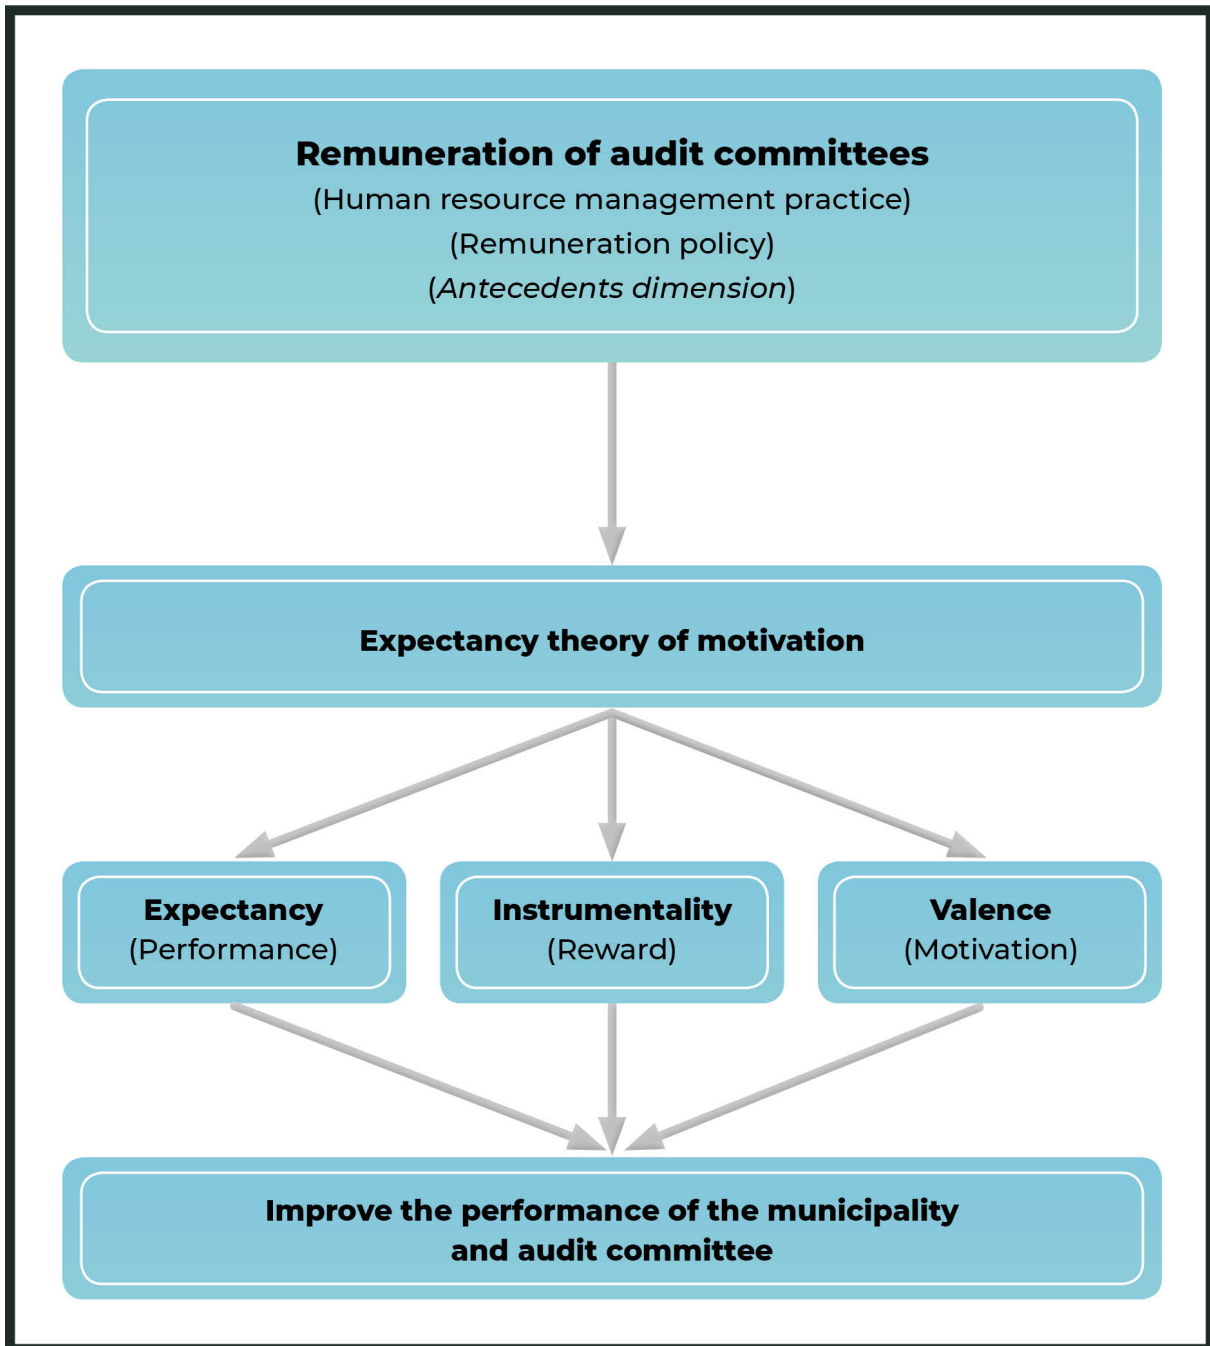 Remuneration of audit committees
(Human resource management practice)
(Remuneration policy)
(Antecedents dimension)
Expectancy theory of motivation
Expectancy
(Performance)
Instrumentality
(Reward)
Valence
(Motivation)
Improve the performance of the municipality
and audit committee